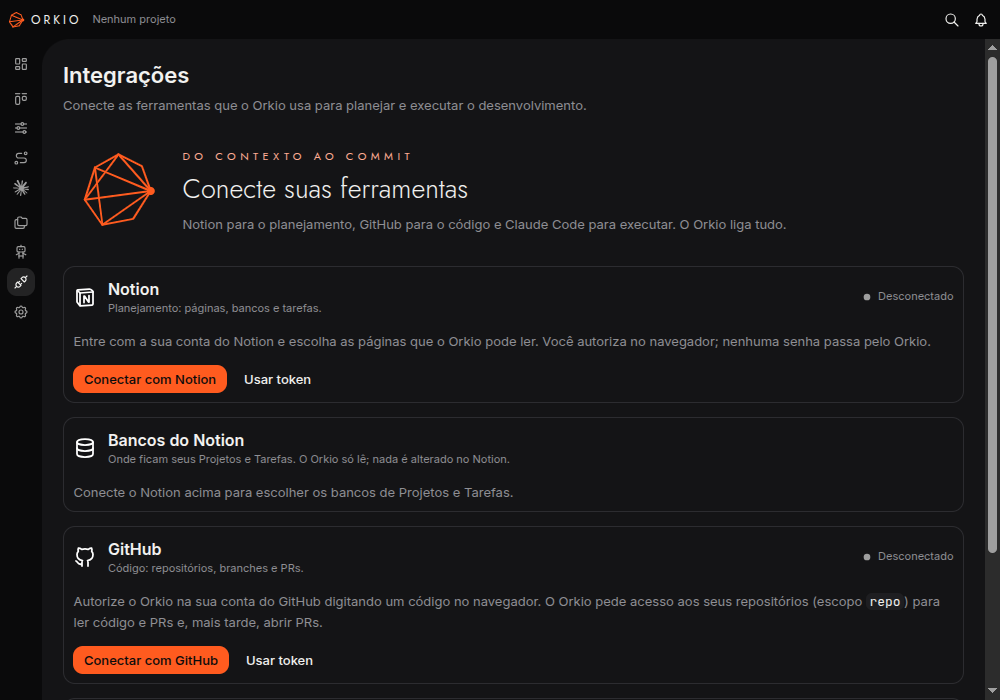 ORKIO Nenhum projeto
Integrações
Conecte as ferramentas que o Orkio usa para planejar e executar o desenvolvimento.
DO CONTEXTO AO COMMIT
Conecte suas ferramentas
Notion para o planejamento, GitHub para o código e Claude Code para executar. O Orkio liga tudo.
Notion
Planejamento: páginas, bancos e tarefas.
Desconectado
Entre com a sua conta do Notion e escolha as páginas que o Orkio pode ler. Você autoriza no navegador; nenhuma senha passa pelo Orkio.
Conectar com Notion Usar token
Bancos do Notion
Onde ficam seus Projetos e Tarefas. O Orkio só lê; nada é alterado no Notion.
Conecte o Notion acima para escolher os bancos de Projetos e Tarefas.
GitHub
Código: repositórios, branches e PRs.
Desconectado
Autorize o Orkio na sua conta do GitHub digitando um código no navegador. O Orkio pede acesso aos seus repositórios (escopo repo) para
ler código e PRs e, mais tarde, abrir PRs.
Conectar com GitHub Usar token